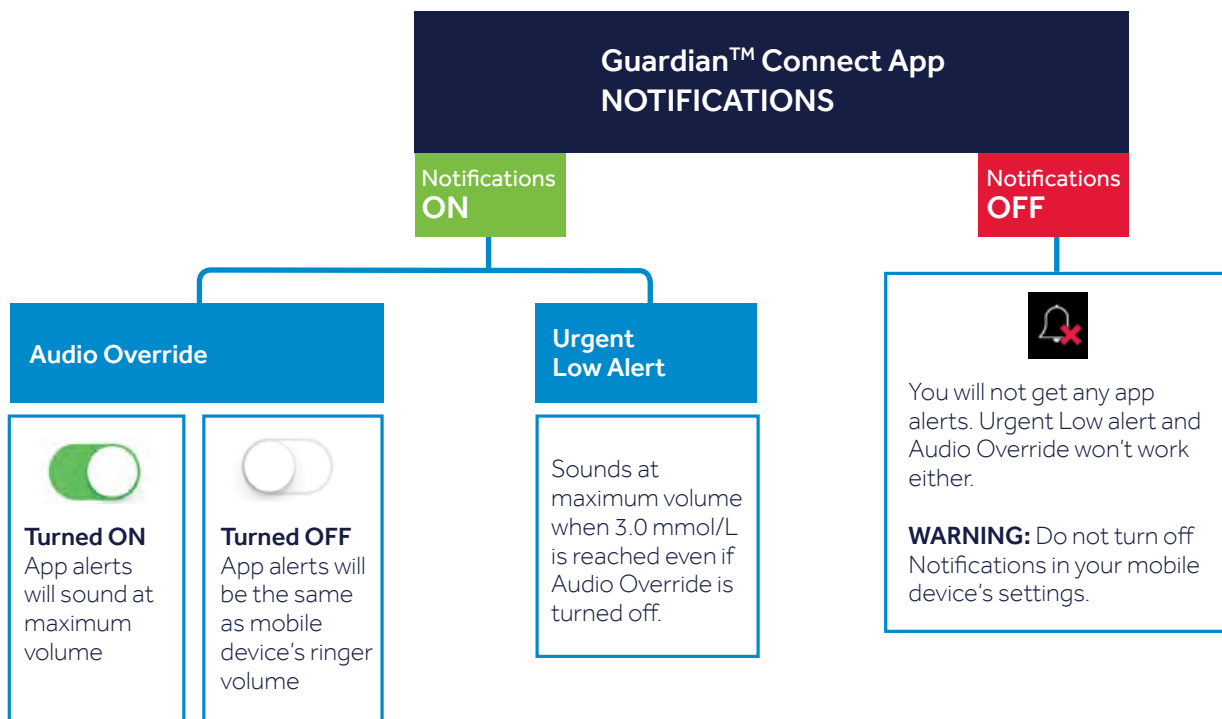 Guardian™ Connect App
NOTIFICATIONS
Notifications
ON
Notifications
OFF
Audio Override
Turned ON
App alerts
will sound at
maximum
volume
Turned OFF
App alerts will
be the same
as mobile
device's ringer
volume
Urgent
Low Alert
Sounds at
maximum volume
when 3.0 mmol/L
is reached even if
Audio Override is
turned off.
You will not get any app
alerts. Urgent Low alert and
Audio Override won't work
either.
WARNING: Do not turn off
Notifications in your mobile
device's settings.